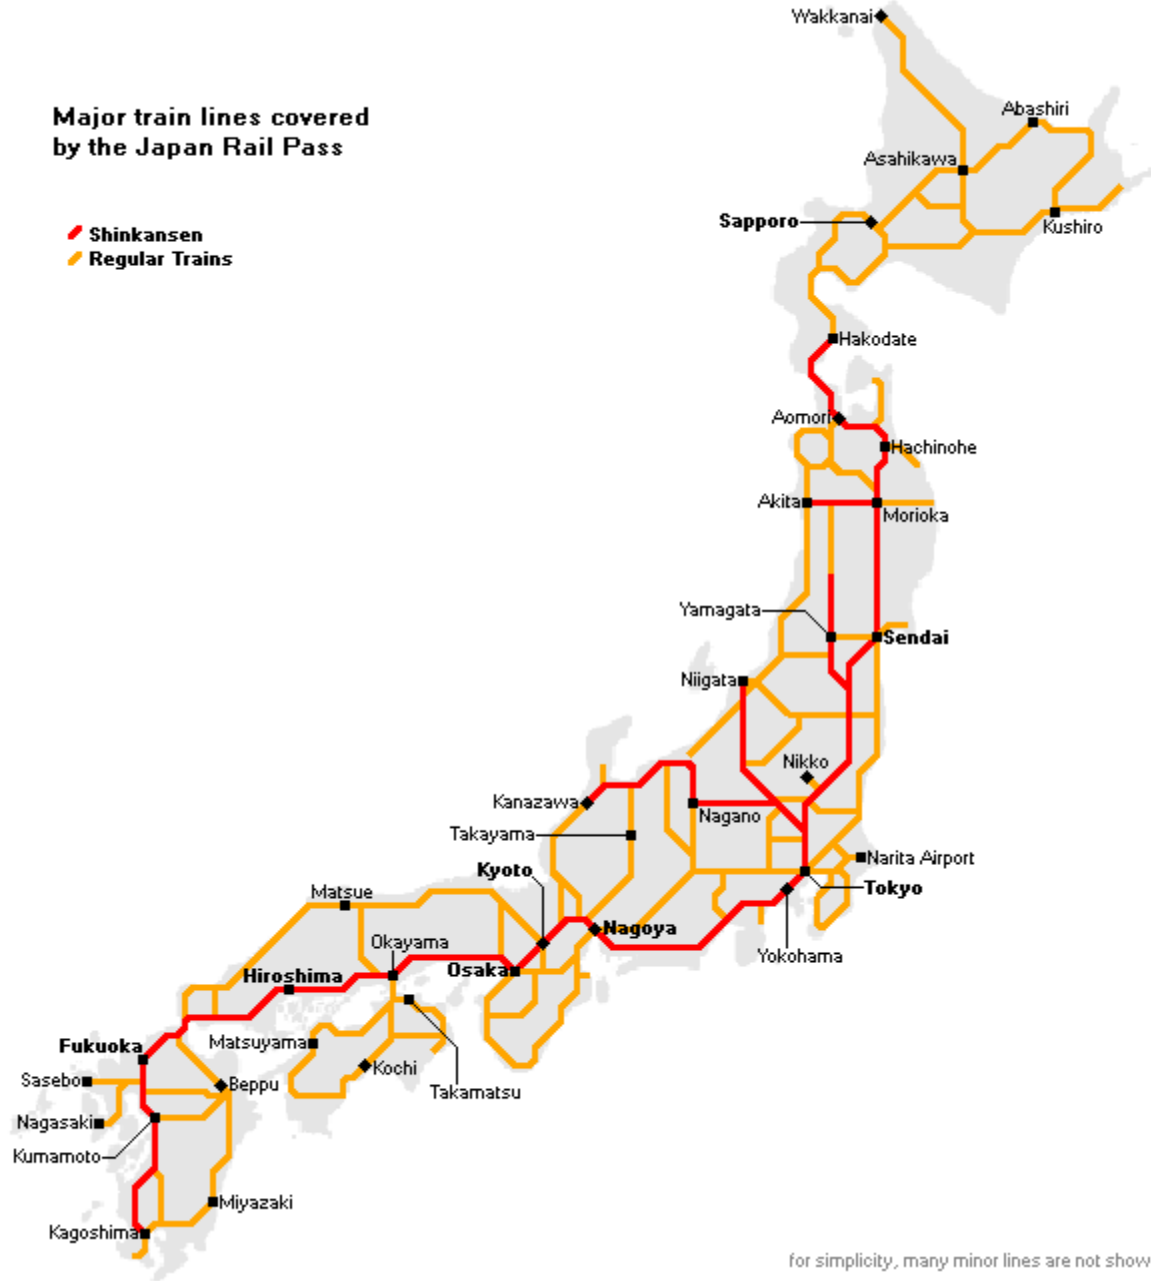 Wakkanai
Major train lines covered
by the Japan Rail Pass
Abashiri
Asahikawa
Sapporo
Kushiro
Shinkansen
Regular Trains
Hakodate
Aomori
Hachinohe
Akita
Morioka
Yamagata
Sendai
Niigata
Nikko
Kanazawa
Nagano
Takayama
Narita Airport
Kyoto
Tokyo
Matsue
Nagoya
Okayama
Yokohama
Osaka
Hiroshima
Fukuoka
Matsuyama
Kochi
Sasebo
Beppu
Takamatsu
Nagasaki
Kumamoto
Miyazaki
Kagoshima
for simplicity, many minor lines are not show